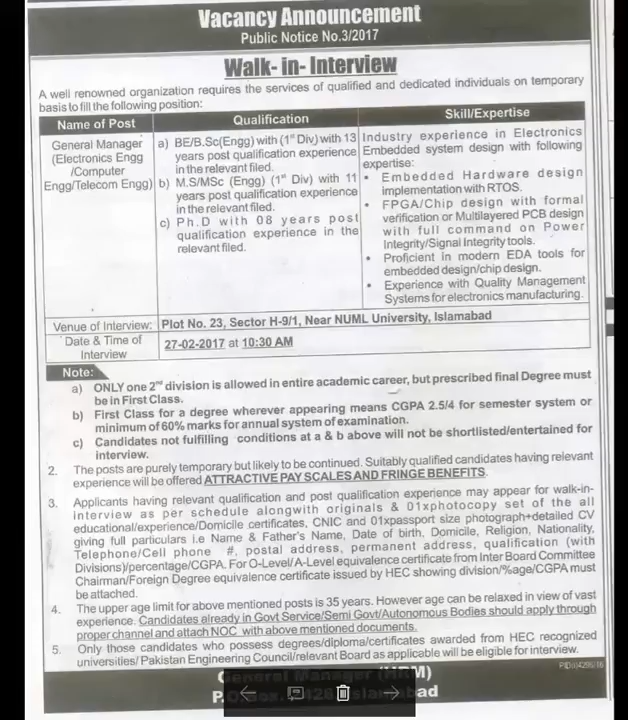 Vacancy Announcement
Public Notice No.3/2017
Walk- in- Interview
A well renowned organization requires the services of qualified and dedicated individuals on temporary
basis to fill the following position:
Name of Post
Qualification
Skill/Expertise
General Manager
(Electronics Engg
/Computer
Engg/Telecom Engg)
a) BE/B.Sc(Engg) with (1st Div) with 13
years post qualification experience
in the relevant filed.
b) M.S/MSc (Engg) (1st Div) with 11
years post qualification experience
in the relevant filed.
c) Ph.D with 08 years post
qualification experience in the
relevant filed.
Industry experience in Electronics
Embedded system design with following
expertise:
• Embedded Hardware design
implementation with RTOS.
• FPGA/Chip design with formal
verification or Multilayered PCB design
with full command on Power
Integrity/Signal Integrity tools.
• Proficient in modern EDA tools for
embedded design/chip design.
• Experience with Quality Management
Systems for electronics manufacturing.
Venue of Interview: Plot No. 23, Sector H-9/1, Near NUML University, Islamabad
Date & Time of
Interview
27-02-2017 at 10:30 AM
Note:
a) ONLY one 2nd division is allowed in entire academic career, but prescribed final Degree must
be in First Class.
b) First Class for a degree wherever appearing means CGPA 2.5/4 for semester system or
minimum of 60% marks for annual system of examination.
c) Candidates not fulfilling conditions at a & b above will not be shortlisted/entertained for
interview.
2. The posts are purely temporary but likely to be continued. Suitably qualified candidates having relevant
experience will be offered ATTRACTIVE PAY SCALES AND FRINGE BENEFITS.
3. Applicants having relevant qualification and post qualification experience may appear for walk-in-
interview as per schedule alongwith originals & 01xphotocopy set of the all
educational/experience/Domicile certificates, CNIC and 01xpassport size photograph+detailed CV
giving full particulars i.e Name & Father's Name, Date of birth, Domicile, Religion, Nationality,
Telephone/Cell phone #, postal address, permanent address, qualification (with
Divisions)/percentage/CGPA. For O-Level/A-Level equivalence certificate from Inter Board Committee
Chairman/Foreign Degree equivalence certificate issued by HEC showing division/%age/CGPA must
be attached.
4. The upper age limit for above mentioned posts is 35 years. However age can be relaxed in view of vast
experience. Candidates already in Govt Service/Semi Govt/Autonomous Bodies should apply through
proper channel and attach NOC with above mentioned documents.
5. Only those candidates who possess degrees/diploma/certificates awarded from HEC recognized
universities/ Pakistan Engineering Council/relevant Board as applicable will be eligible for interview.
General Manager (HRM)
Islamabad